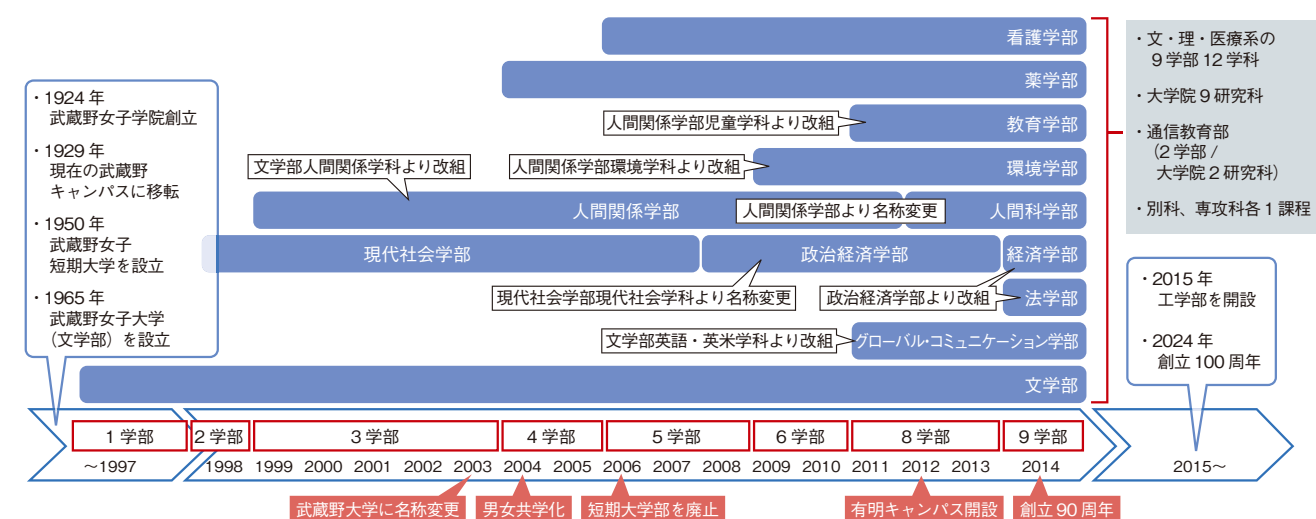 ・1924 年
武蔵野女子学院創立
・1929 年
現在の武蔵野
キャンパスに移転
・1950 年
武蔵野女子
短期大学を設立
・1965 年
武蔵野女子大学
（文学部）を設立
看護学部
薬学部
人間関係学部児童学科より改組
教育学部
文学部人間関係学科より改組
人間関係学部環境学科より改組
環境学部
人間関係学部
人間関係学部より名称変更
人間科学部
現代社会学部
政治経済学部
経済学部
現代社会学部現代社会学科より名称変更
政治経済学部より改組
法学部
文学部英語・英米学科より改組
グローバル・コミュニケーション学部
文学部
・文・理・医療系の
9 学部 12 学科
・大学院 9 研究科
・通信教育部
（2 学部 /
大学院 2 研究科）
・別科、専攻科各 1 課程
・2015 年
工学部を開設
・2024 年
創立 100 周年
1 学部
2 学部
3 学部
4 学部
5 学部
6 学部
8 学部
9 学部
～1997
1998
1999
2000
2001
2002
2003
2004
2005
2006
2007
2008
2009
2010
2011
2012
2013
2014
2015～
武蔵野大学に名称変更
男女共学化
短期大学部を廃止
有明キャンパス開設
創立 90 周年